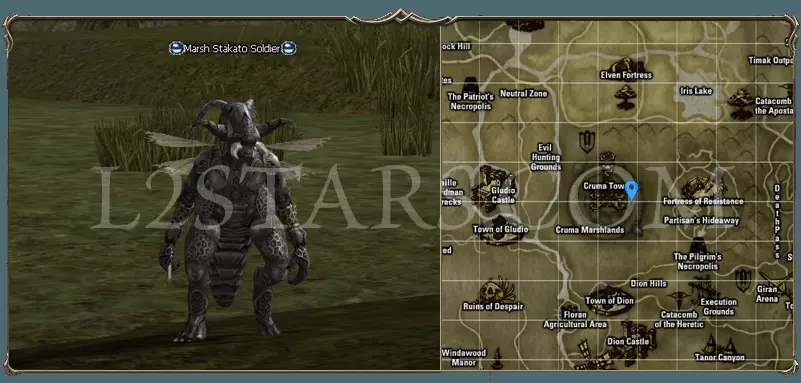 Marsh Stakato Soldier
L2STARS.COM
Elven Fortress
Timak Outpo
The Patriot's
Necropolis
Neutral Zone
Iris Lake
Catacomb
the Aposta
Evil
Hunting
Grounds
Gludio
Castle
Cruma Tow
Fortress of Resistance
Partisan's Hideaway
DeathPass
Town of Gludio
Cruma Marshlands
The Pilgrim's
Necropolis
Dion Hills
Giran
Arena
Ruins of Despair
Town of Dion
Execution
Grounds
Catacomb
of the Heretic
Floran
Agricultural Area
Dion Castle
Windawood
Manor
Tanor Canyon